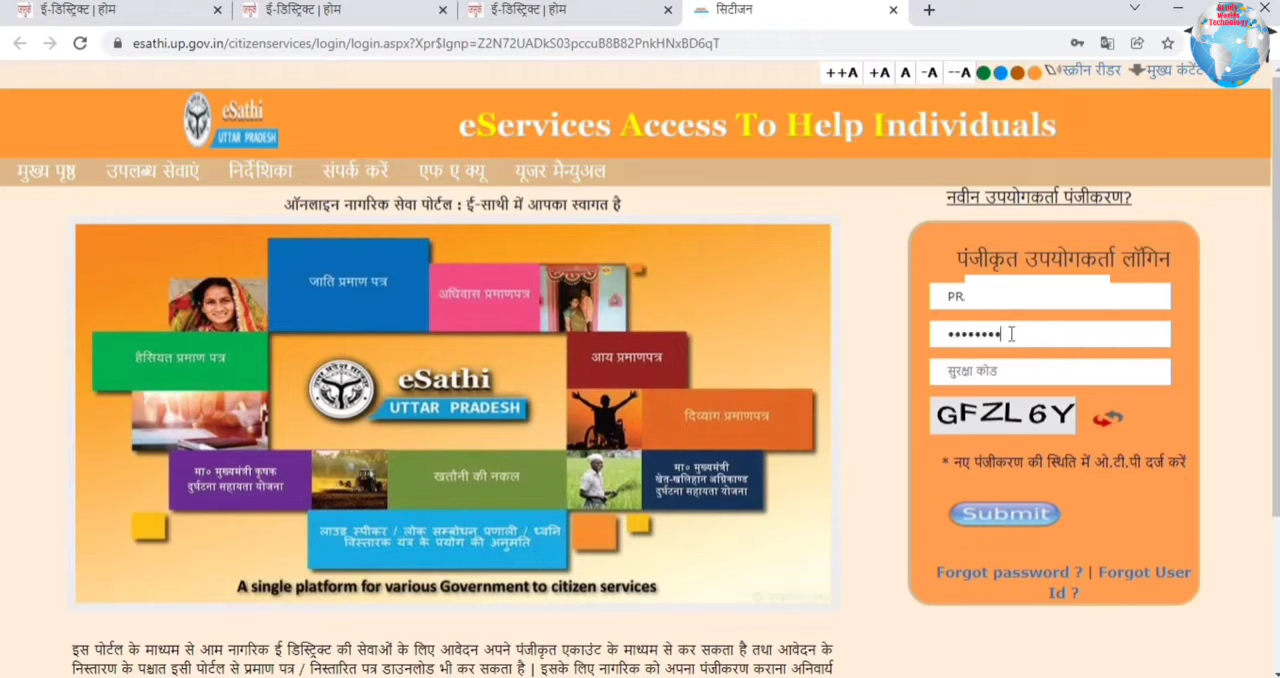 ई-डिस्ट्रिक्ट | होम
ई-डिस्ट्रिक्ट | होम
ई-डिस्ट्रिक्ट | होम
सिटीजन
Study Worlds Technology
esathi.up.gov.in/citizenservices/login/login.aspx?Xpr$Ignp=Z2N72UADkS03pccuB8B82PnkHNxBD6qT
++A +A A -A --A स्क्रीन रीडर मुख्य कंटेंट
eSathi
UTTAR PRADESH
eServices Access To Help Individuals
मुख्य पृष्ठ उपलब्ध सेवाएं निर्देशिका संपर्क करें एफ ए क्यू यूजर मैन्युअल
ऑनलाइन नागरिक सेवा पोर्टल : ई-साथी में आपका स्वागत है
नवीन उपयोगकर्ता पंजीकरण?
जाति प्रमाण पत्र
अधिवास प्रमाणपत्र
हैसियत प्रमाण पत्र
eSathi
UTTAR PRADESH
आय प्रमाणपत्र
दिव्यांग प्रमाणपत्र
मा० मुख्यमंत्री कृषक
दुर्घटना सहायता योजना
खतौनी की नकल
मा० मुख्यमंत्री
खेत-खलिहान अग्निकाण्ड
दुर्घटना सहायता योजना
लाउड स्पीकर / लोक सम्बोधन पणाली / ध्वनि
विस्तारक यंत्र के प्रयोग की अनुमति
A single platform for various Government to citizen services
पंजीकृत उपयोगकर्ता लॉगिन
PR
••••••••
सुरक्षा कोड
GFZL6Y
* नए पंजीकरण की स्थिति में ओ.टी.पी दर्ज करें
Submit
Forgot password ? | Forgot User
Id ?
इस पोर्टल के माध्यम से आम नागरिक ई डिस्ट्रिक्ट की सेवाओं के लिए आवेदन अपने पंजीकृत एकाउंट के माध्यम से कर सकता है तथा आवेदन के
निस्तारण के पश्चात इसी पोर्टल से प्रमाण पत्र / निस्तारित पत्र डाउनलोड भी कर सकता है | इसके लिए नागरिक को अपना पंजीकरण कराना अनिवार्य